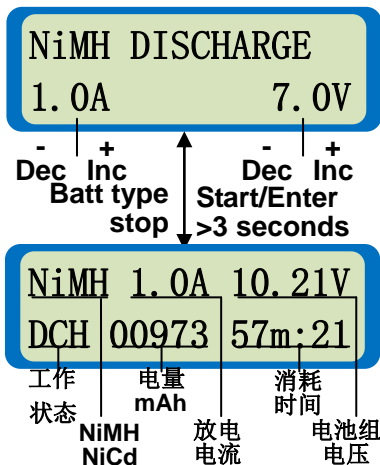 NiMH DISCHARGE
1.0A 7.0V
- + - +
Dec Inc Dec Inc
Batt type Start/Enter
stop >3 seconds
NiMH 1.0A 10.21V
DCH 00973 57m:21
工作 电量 消耗
状态 mAh 时间
NiMH 放电 电池组
NiCd 电流 电压